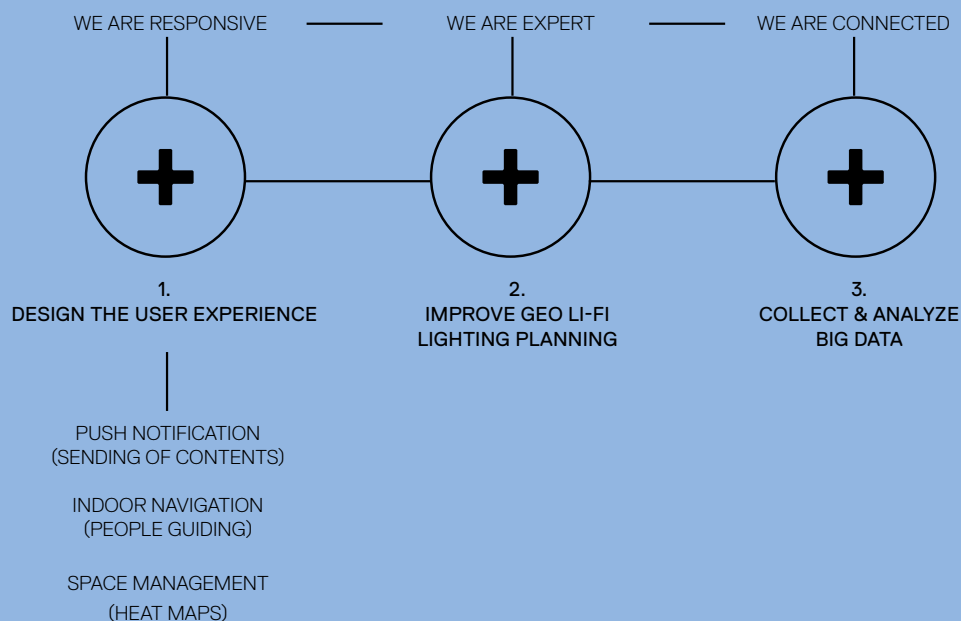 WE ARE RESPONSIVE
WE ARE EXPERT
WE ARE CONNECTED
1.
DESIGN THE USER EXPERIENCE
2.
IMPROVE GEO LI-FI
LIGHTING PLANNING
3.
COLLECT & ANALYZE
BIG DATA
PUSH NOTIFICATION
(SENDING OF CONTENTS)
INDOOR NAVIGATION
(PEOPLE GUIDING)
SPACE MANAGEMENT
(HEAT MAPS)